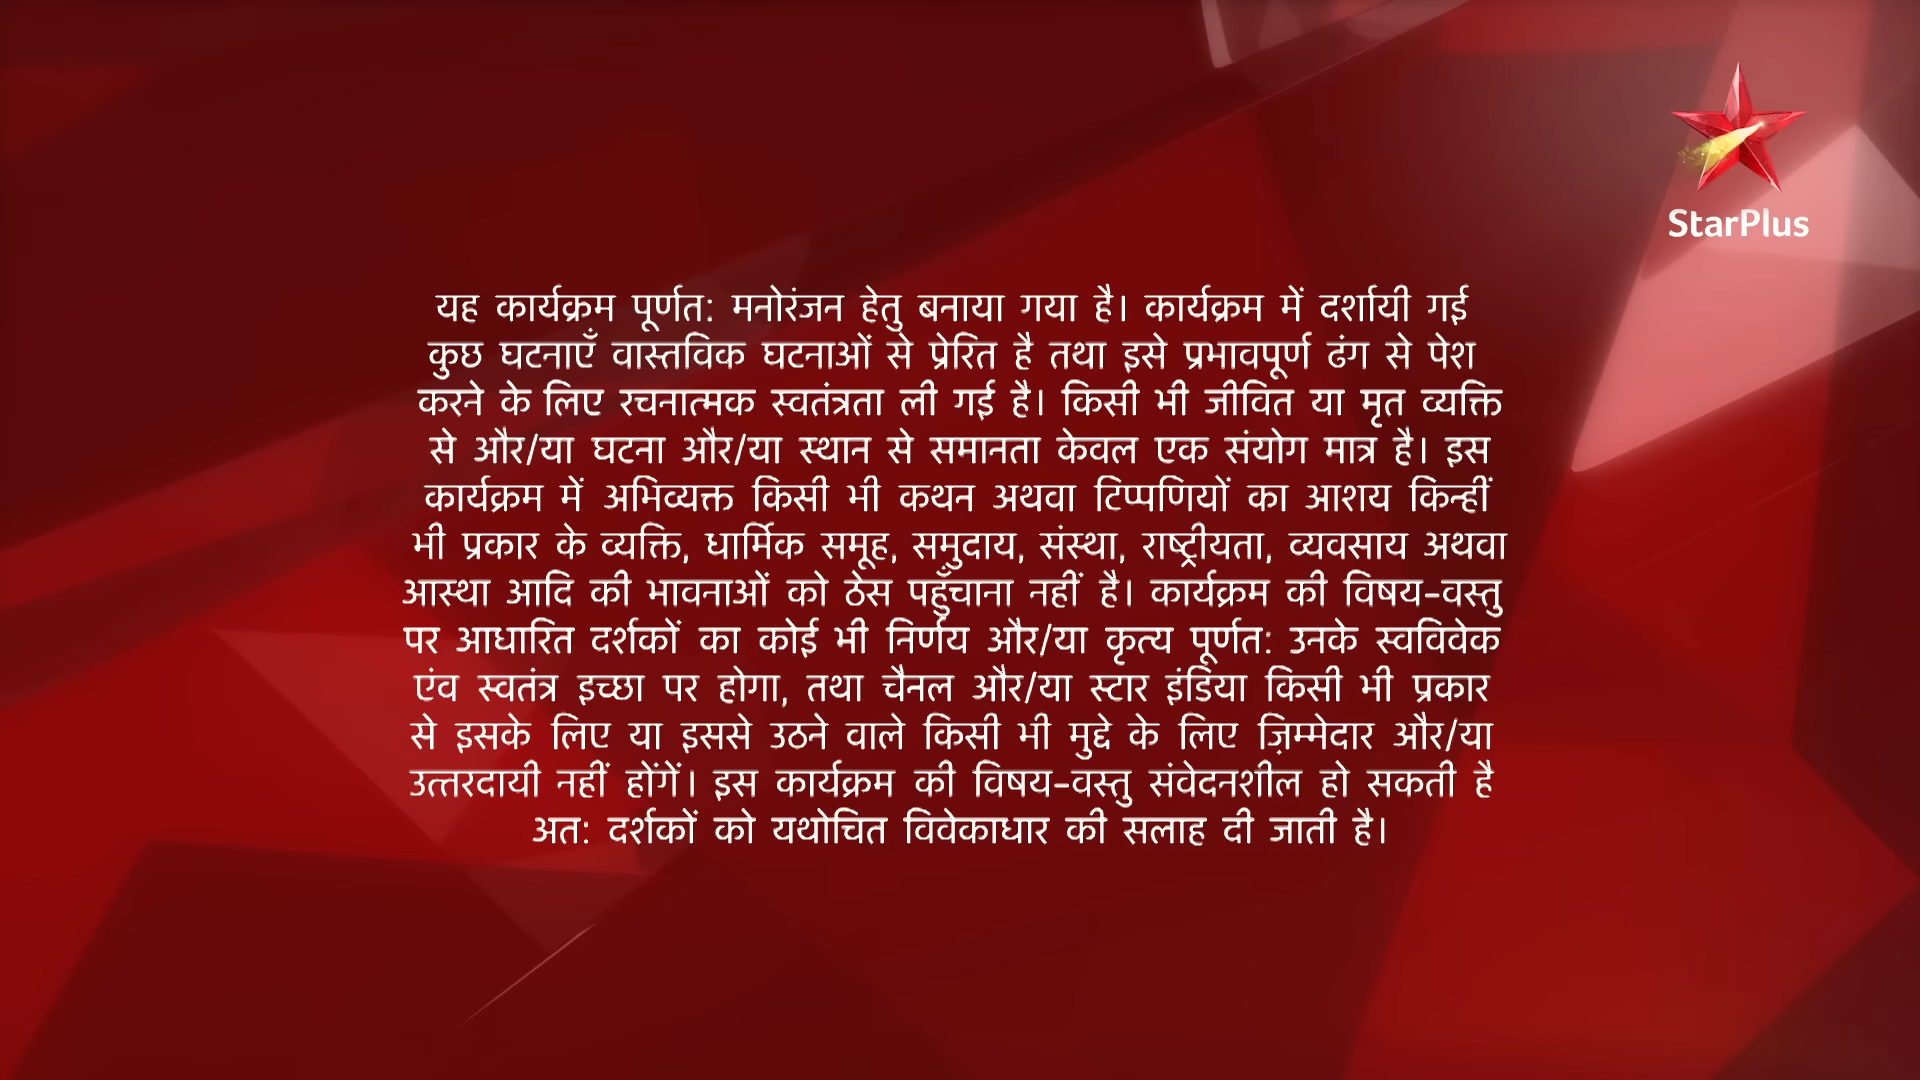 StarPlus
यह कार्यक्रम पूर्णत: मनोरंजन हेतु बनाया गया है। कार्यक्रम में दर्शायी गई
कुछ घटनाएँ वास्तविक घटनाओं से प्रेरित है तथा इसे प्रभावपूर्ण ढंग से पेश
करने के लिए रचनात्मक स्वतंत्रता ली गई है। किसी भी जीवित या मृत व्यक्ति
से और/या घटना और/या स्थान से समानता केवल एक संयोग मात्र है। इस
कार्यक्रम में अभिव्यक्त किसी भी कथन अथवा टिप्पणियों का आशय किन्हीं
भी प्रकार के व्यक्ति, धार्मिक समूह, समुदाय, संस्था, राष्ट्रीयता, व्यवसाय अथवा
आस्था आदि की भावनाओं को ठेस पहुँचाना नहीं है। कार्यक्रम की विषय-वस्तु
पर आधारित दर्शकों का कोई भी निर्णय और/या कृत्य पूर्णत: उनके स्वविवेक
एंव स्वतंत्र इच्छा पर होगा, तथा चैनल और/या स्टार इंडिया किसी भी प्रकार
से इसके लिए या इससे उठने वाले किसी भी मुद्दे के लिए ज़िम्मेदार और/या
उत्तरदायी नहीं होंगें। इस कार्यक्रम की विषय-वस्तु संवेदनशील हो सकती है
अत: दर्शकों को यथोचित विवेकाधार की सलाह दी जाती है।